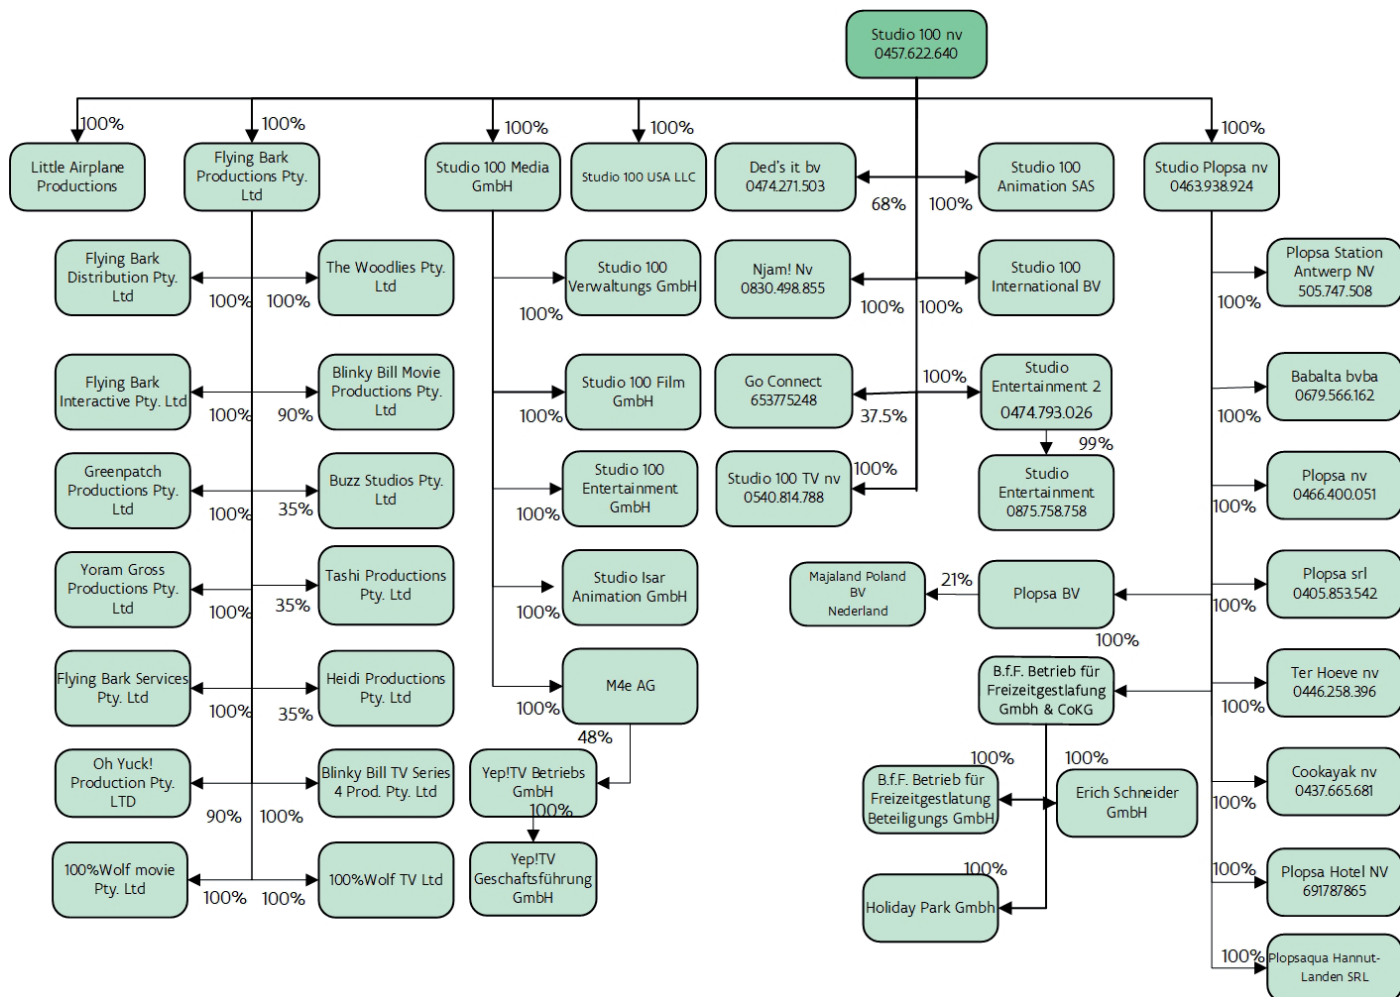 Studio 100 nv
0457.622.640
100%
100%
100%
100%
100%
Little Airplane
Productions
Flying Bark
Productions Pty.
Ltd
Studio 100 Media
GmbH
Studio 100 USA LLC
Ded's it bv
0474.271.503
68%
100%
Studio 100
Animation SAS
Studio Plopsa nv
0463.938.924
Flying Bark
Distribution Pty.
Ltd
100%
100%
The Woodlies Pty.
Ltd
Studio 100
Verwaltungs GmbH
100%
Njam! Nv
0830.498.855
100%
100%
Studio 100
International BV
Plopsa Station
Antwerp NV
505.747.508
100%
Flying Bark
Interactive Pty. Ltd
100%
90%
Blinky Bill Movie
Productions Pty.
Ltd
Studio 100 Film
GmbH
100%
Go Connect
653775248
37.5%
100%
Studio
Entertainment 2
0474.793.026
99%
Babalta bvba
0679.566.162
100%
Greenpatch
Productions Pty.
Ltd
100%
35%
Buzz Studios Pty.
Ltd
Studio 100
Entertainment
GmbH
100%
Studio 100 TV nv
0540.814.788
100%
Studio
Entertainment
0875.758.758
Plopsa nv
0466.400.051
100%
Yoram Gross
Productions Pty.
Ltd
100%
35%
Tashi Productions
Pty. Ltd
Studio Isar
Animation GmbH
100%
Majaland Poland
BV
Nederland
21%
Plopsa BV
100%
Plopsa srl
0405.853.542
100%
Flying Bark Services
Pty. Ltd
100%
35%
Heidi Productions
Pty. Ltd
M4e AG
100%
48%
B.f.F. Betrieb für
Freizeitgestlafung
Gmbh & CoKG
Ter Hoeve nv
0446.258.396
100%
Oh Yuck!
Production Pty.
LTD
90%
100%
Blinky Bill TV Series
4 Prod. Pty. Ltd
Yep!TV Betriebs
GmbH
100%
100%
100%
B.f.F. Betrieb für
Freizeitgestlatung
Beteiligungs GmbH
Erich Schneider
GmbH
Cookayak nv
0437.665.681
100%
100%Wolf movie
Pty. Ltd
100%
100%
100%Wolf TV Ltd
Yep!TV
Geschaftsführung
GmbH
100%
Holiday Park Gmbh
Plopsa Hotel NV
691787865
100%
100%
Plopsaqua Hannut-
Landen SRL